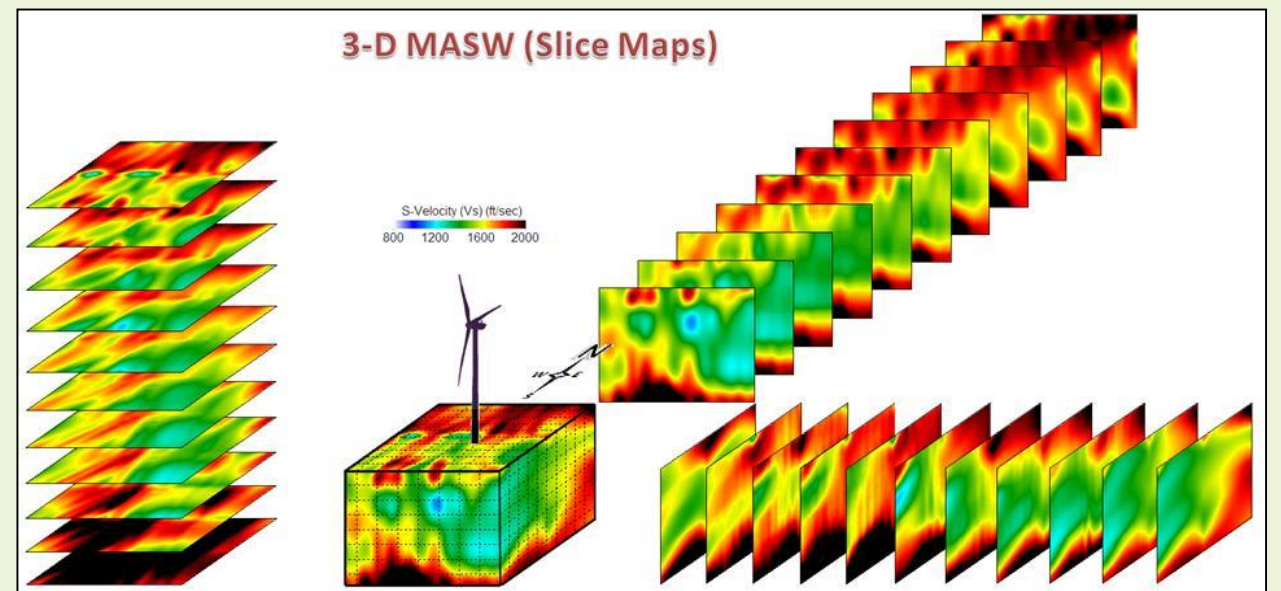 3-D MASW (Slice Maps)
S-Velocity (Vs) (ft/sec)
800 1200 1600 2000
N
W E
S